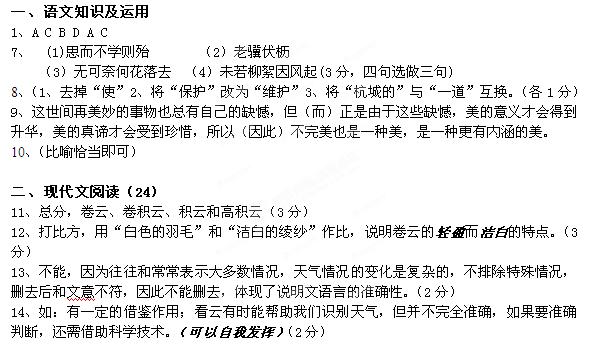 一、语文知识及运用
1、A C B D A C
7、 (1)思而不学则殆 （2）老骥伏枥
（3）无可奈何花落去 （4）未若柳絮因风起(3分，四句选做三句)
8、（1、去掉“使”2、将“保护”改为“维护”3、将“杭城的”与“一道”互换。（各1分）
9、这世间再美妙的事物也总有自己的缺憾，但（而）正是由于这些缺憾，美的意义才会得到
升华，美的真谛才会受到珍惜，所以（因此）不完美也是一种美，是一种更有内涵的美。
10、（比喻恰当即可）
二、现代文阅读（24）
11、总分，卷云、卷积云、积云和高积云（3分）
12、打比方，用“白色的羽毛”和“洁白的绫纱”作比，说明卷云的轻盈而洁白的特点。（3
分）
13、不能，因为往往和常常表示大多数情况，天气情况的变化是复杂的，不排除特殊情况，
删去后和文意不符，因此不能删去，体现了说明文语言的准确性。（2分）
14、如：有一定的借鉴作用；看云有时能帮助我们识别天气，但并不完全准确，如果要准确
判断，还需借助科学技术。（可以自我发挥）（2分）